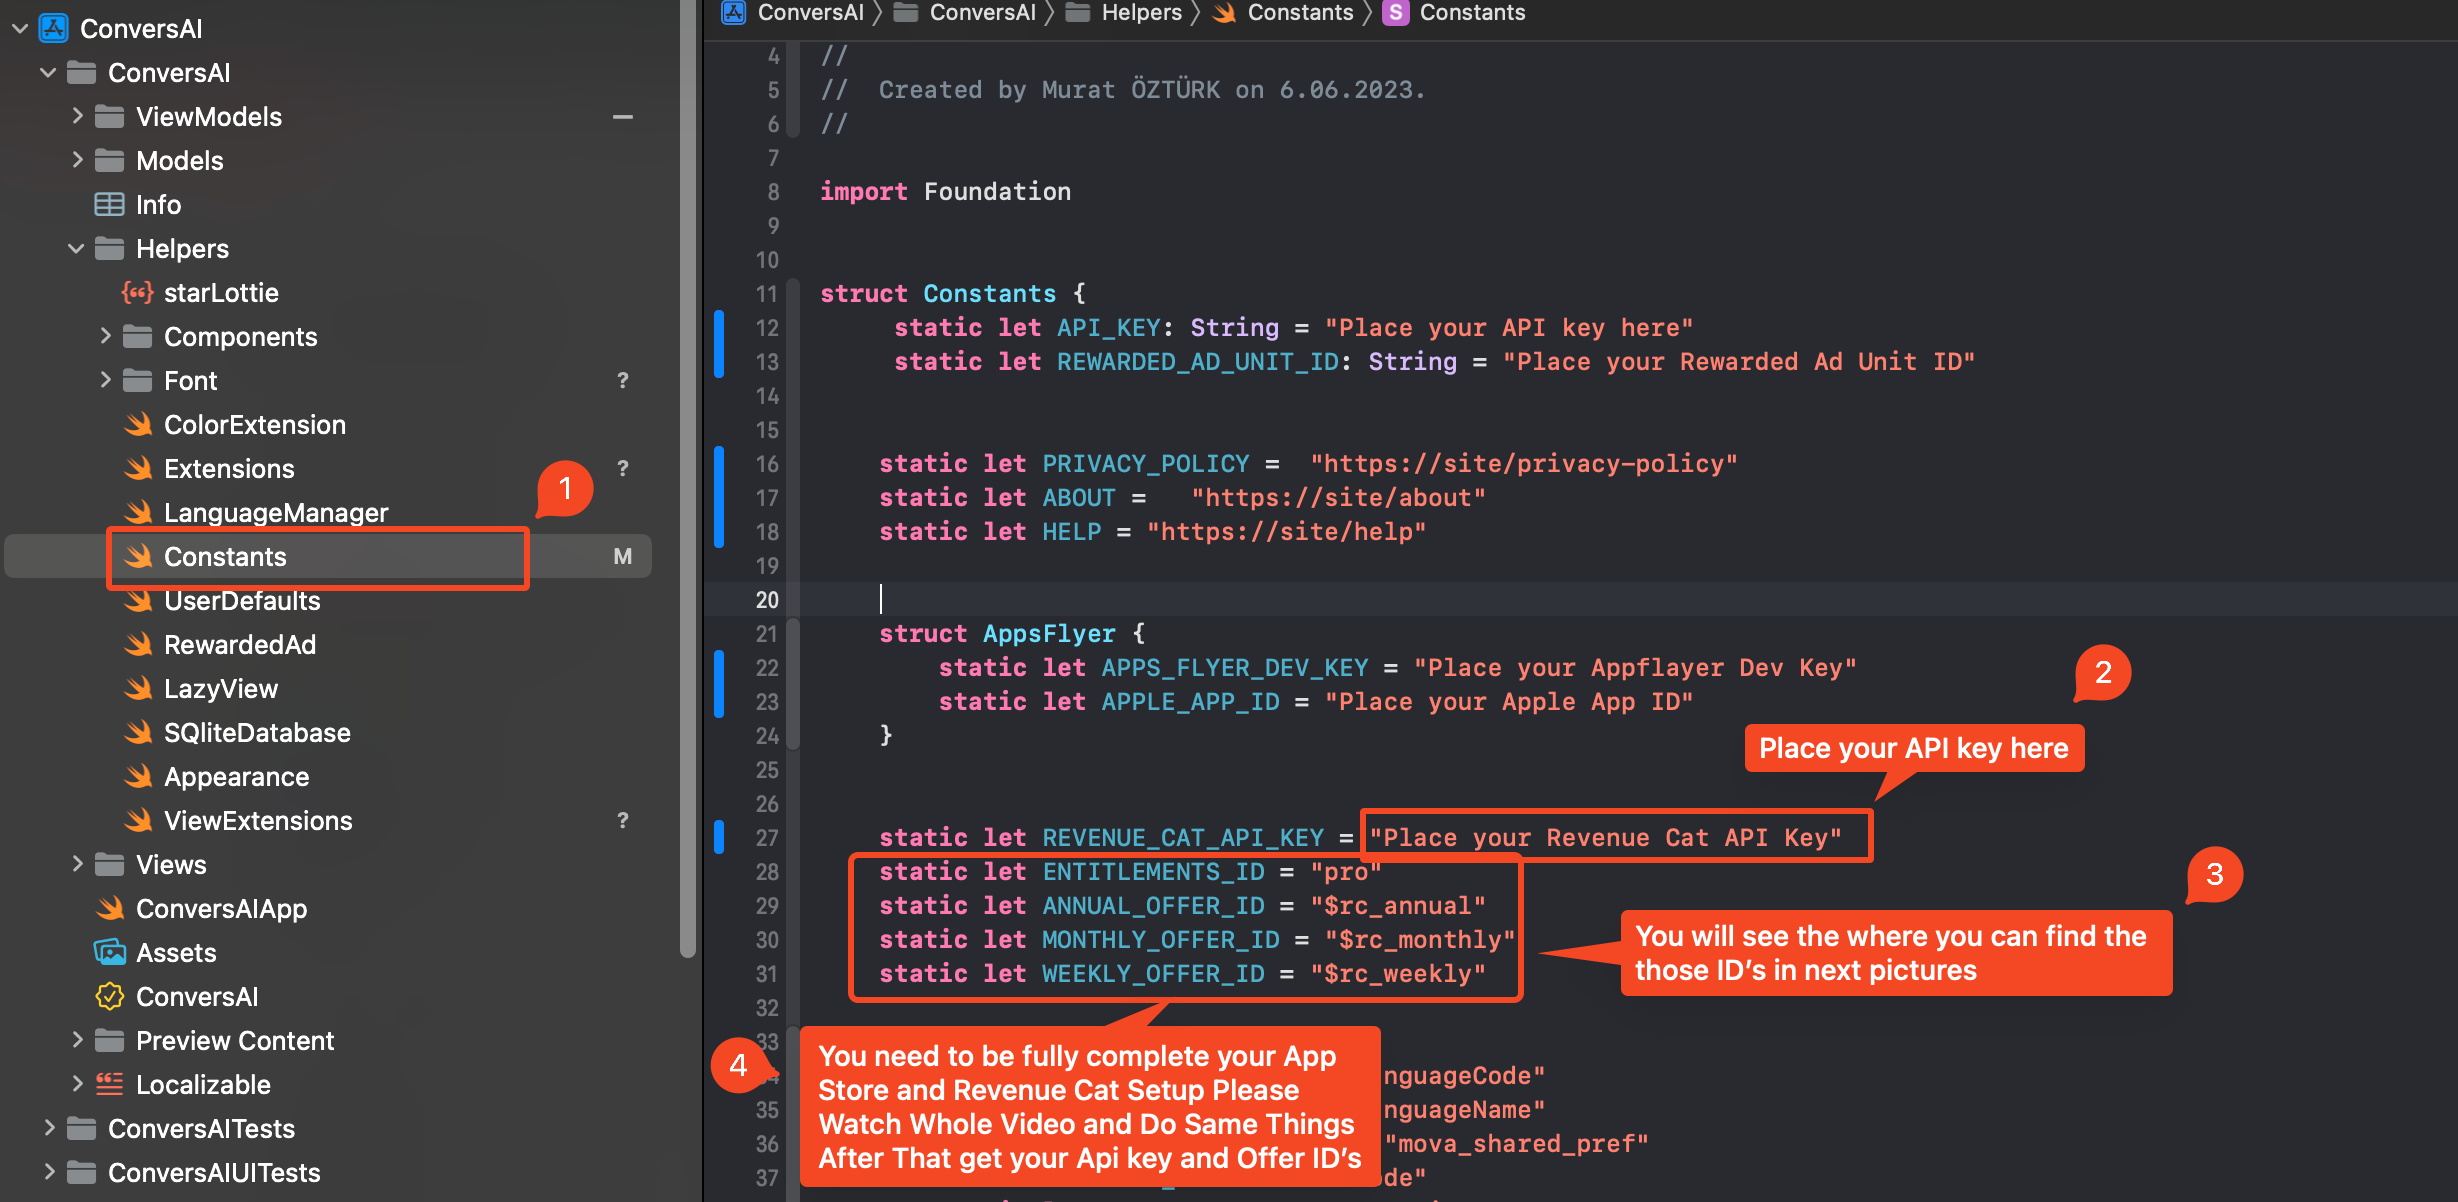 ConversAI
ConversAI
ViewModels
Models
Info
Helpers
starLottie
Components
Font ?
ColorExtension
Extensions ?
LanguageManager
Constants M
UserDefaults
RewardedAd
LazyView
SQliteDatabase
Appearance
ViewExtensions ?
Views
ConversAIApp
Assets
ConversAI
Preview Content
Localizable
ConversAITests
ConversAIUITests
1
ConversAI 〉 ConversAI 〉 Helpers 〉 Constants 〉 S Constants
4 //
5 //  Created by Murat ÖZTÜRK on 6.06.2023.
6 //
7
8 import Foundation
9
10
11 struct Constants {
12 static let API_KEY: String = "Place your API key here"
13 static let REWARDED_AD_UNIT_ID: String = "Place your Rewarded Ad Unit ID"
14
15
16 static let PRIVACY_POLICY =  "https://site/privacy-policy"
17 static let ABOUT =   "https://site/about"
18 static let HELP = "https://site/help"
19
20
21 struct AppsFlyer {
22 static let APPS_FLYER_DEV_KEY = "Place your Appflayer Dev Key"
23 static let APPLE_APP_ID = "Place your Apple App ID"
24 }
25
26
27 static let REVENUE_CAT_API_KEY = "Place your Revenue Cat API Key"
28 static let ENTITLEMENTS_ID = "pro"
29 static let ANNUAL_OFFER_ID = "$rc_annual"
30 static let MONTHLY_OFFER_ID = "$rc_monthly"
31 static let WEEKLY_OFFER_ID = "$rc_weekly"
32
33
nguageCode"
35 nguageName"
36 "mova_shared_pref"
37 de"
2
Place your API key here
3
You will see the where you can find the
those ID's in next pictures
4
You need to be fully complete your App
Store and Revenue Cat Setup Please
Watch Whole Video and Do Same Things
After That get your Api key and Offer ID's